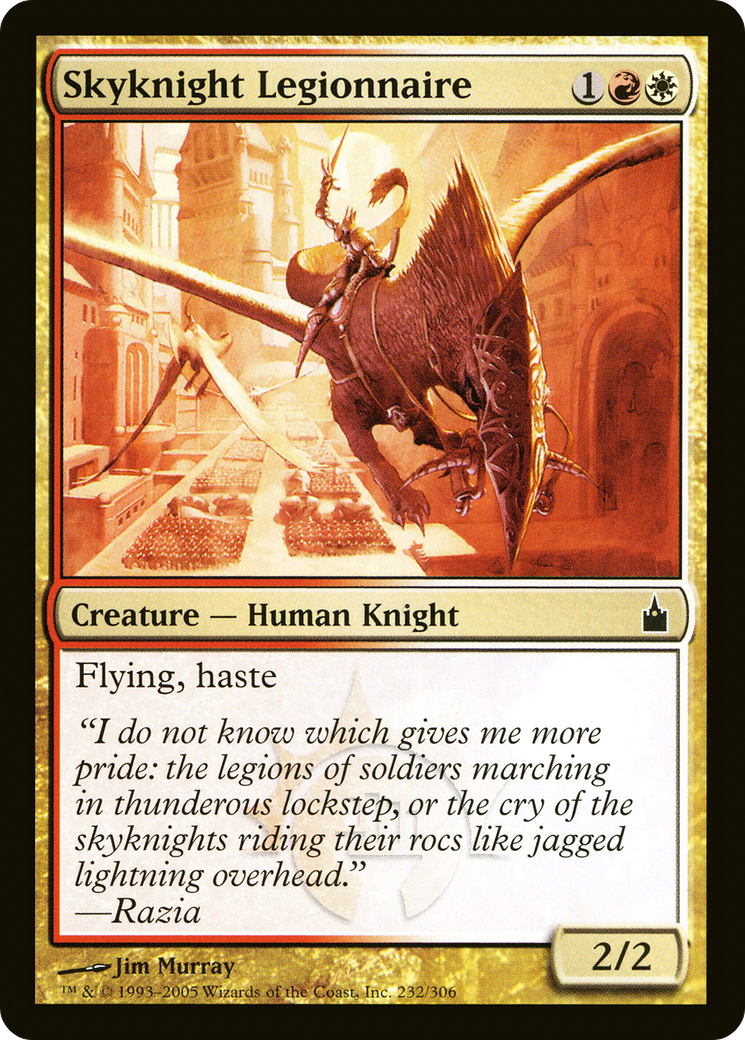 Skyknight Legionnaire 1
Creature — Human Knight
Flying, haste
“I do not know which gives me more
pride: the legions of soldiers marching
in thunderous lockstep, or the cry of the
skyknights riding their rocs like jagged
lightning overhead.”
—Razia
2/2
Jim Murray
™ & © 1993–2005 Wizards of the Coast, Inc. 232/306